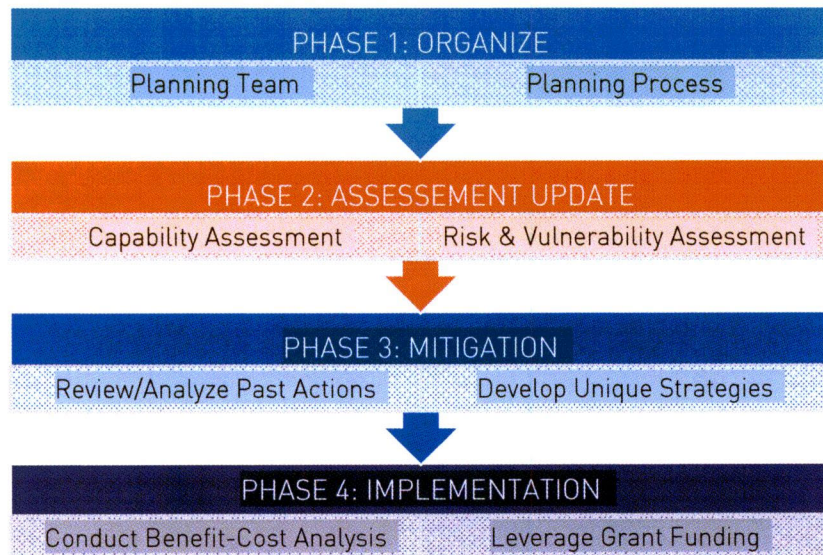 PHASE 1: ORGANIZE
Planning Team
Planning Process
PHASE 2: ASSESSEMENT UPDATE
Capability Assessment
Risk & Vulnerability Assessment
PHASE 3: MITIGATION
Review/Analyze Past Actions
Develop Unique Strategies
PHASE 4: IMPLEMENTATION
Conduct Benefit-Cost Analysis
Leverage Grant Funding